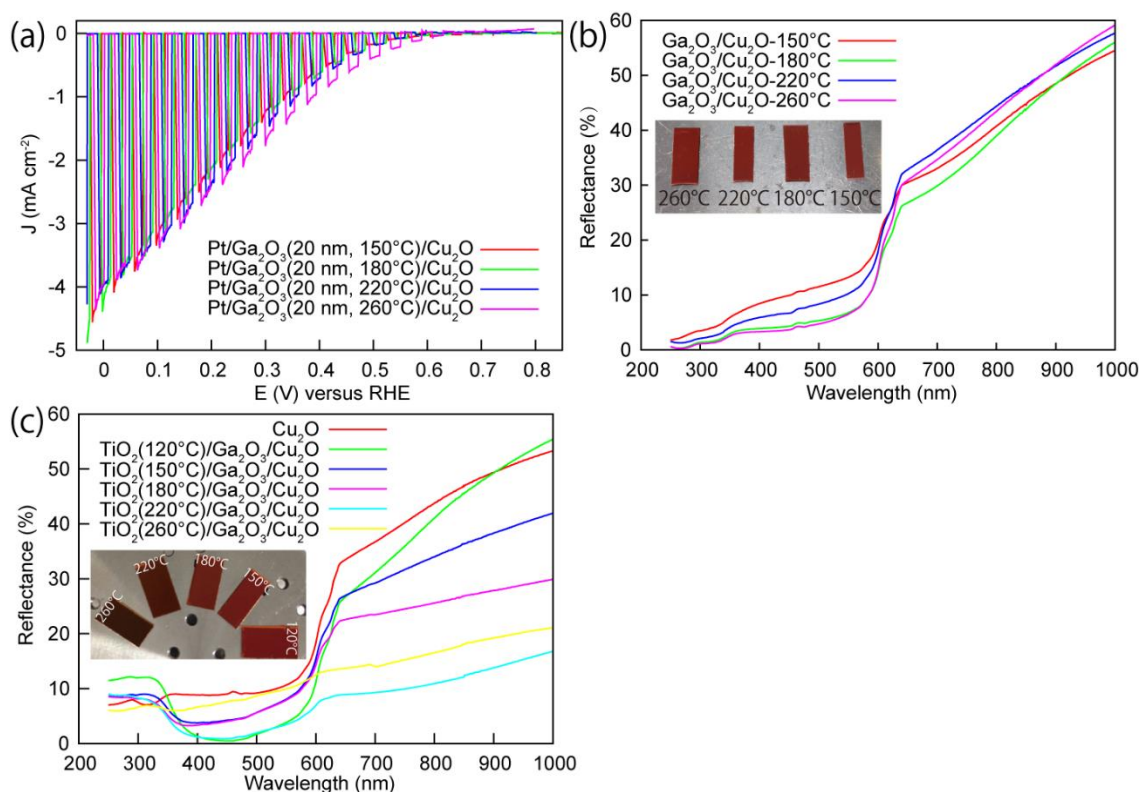 (a)
0
-1
-2
-3
-4
-5
J (mA cm⁻²)
Pt/Ga₂O₃(20 nm, 150°C)/Cu₂O
Pt/Ga₂O₃(20 nm, 180°C)/Cu₂O
Pt/Ga₂O₃(20 nm, 220°C)/Cu₂O
Pt/Ga₂O₃(20 nm, 260°C)/Cu₂O
0 0.1 0.2 0.3 0.4 0.5 0.6 0.7 0.8
E (V) versus RHE
(b)
60
50
40
30
20
10
0
Reflectance (%)
Ga₂O₃/Cu₂O-150°C
Ga₂O₃/Cu₂O-180°C
Ga₂O₃/Cu₂O-220°C
Ga₂O₃/Cu₂O-260°C
260°C 220°C 180°C 150°C
200 300 400 500 600 700 800 900 1000
Wavelength (nm)
(c)
60
50
40
30
20
10
0
Reflectance (%)
Cu₂O
TiO₂(120°C)/Ga₂O₃/Cu₂O
TiO₂(150°C)/Ga₂O₃/Cu₂O
TiO₂(180°C)/Ga₂O₃/Cu₂O
TiO₂(220°C)/Ga₂O₃/Cu₂O
TiO₂(260°C)/Ga₂O₃/Cu₂O
260°C 220°C 180°C 150°C 120°C
200 300 400 500 600 700 800 900 1000
Wavelength (nm)